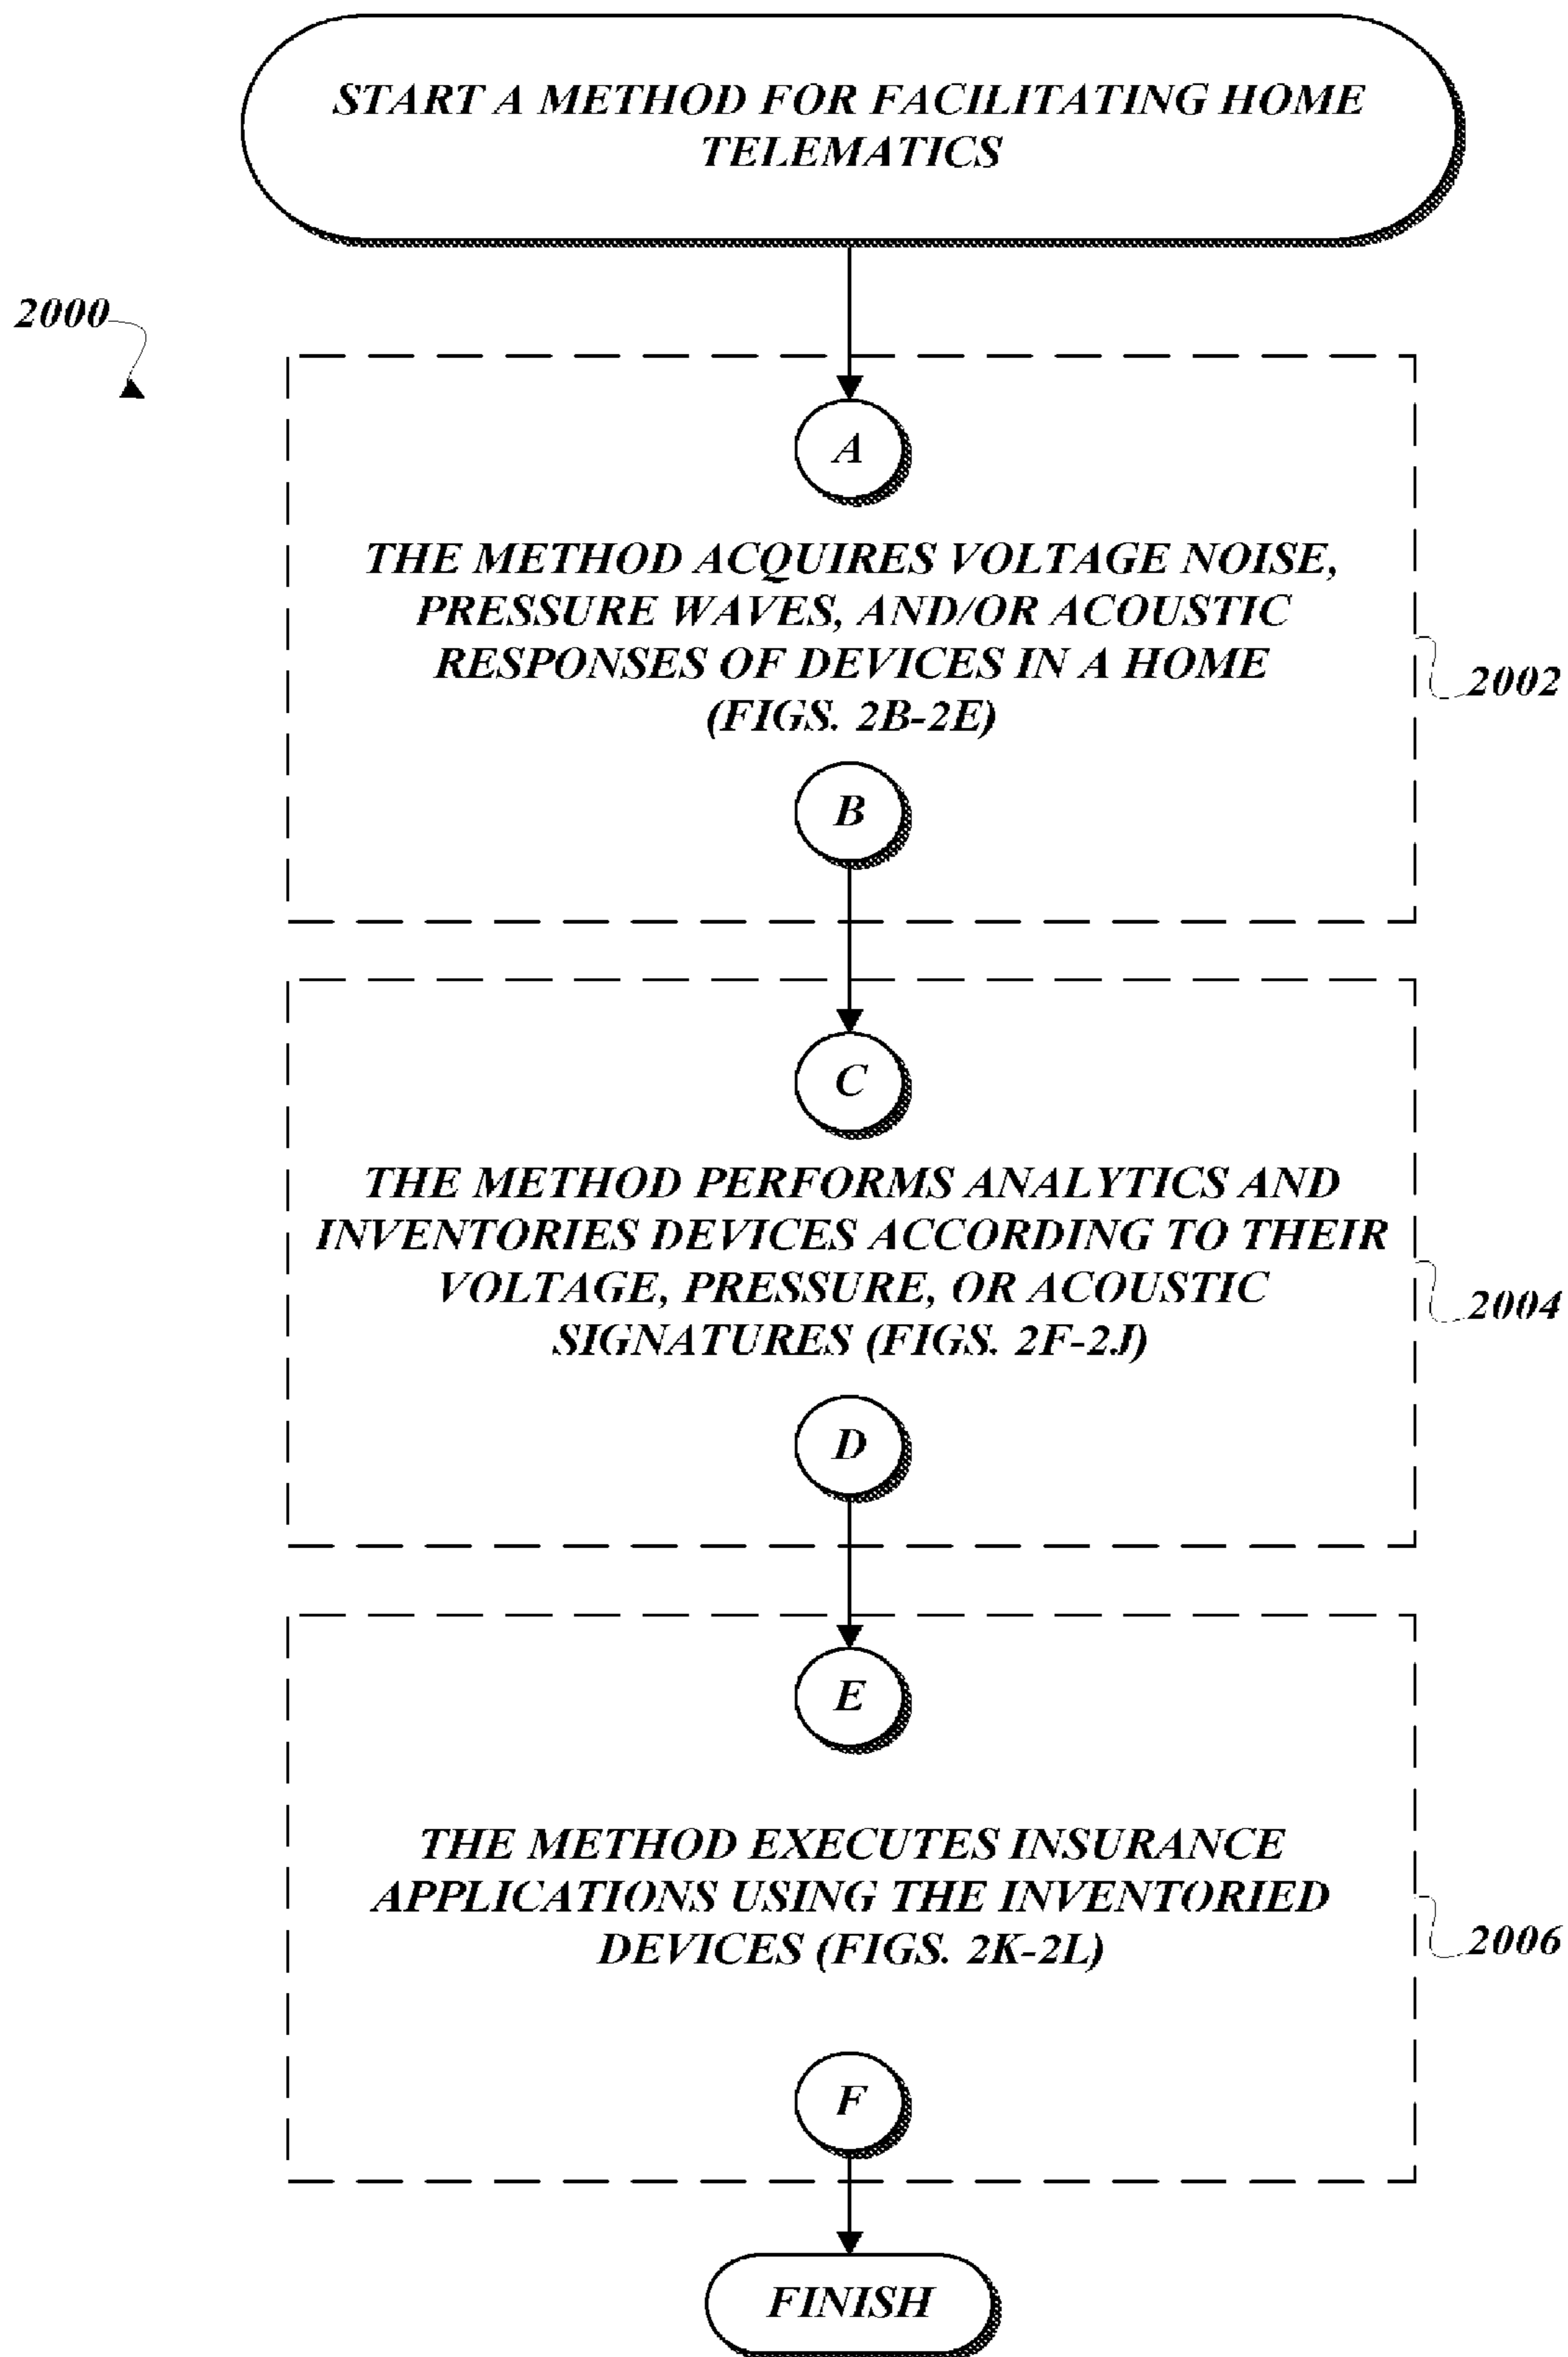 START A METHOD FOR FACILITATING HOME
TELEMATICS
2000
A
THE METHOD ACQUIRES VOLTAGE NOISE,
PRESSURE WAVES, AND/OR ACOUSTIC
RESPONSES OF DEVICES IN A HOME
(FIGS. 2B-2E)
2002
B
C
THE METHOD PERFORMS ANALYTICS AND
INVENTORIES DEVICES ACCORDING TO THEIR
VOLTAGE, PRESSURE, OR ACOUSTIC
SIGNATURES (FIGS. 2F-2J)
2004
D
E
THE METHOD EXECUTES INSURANCE
APPLICATIONS USING THE INVENTORIED
DEVICES (FIGS. 2K-2L)
2006
F
FINISH